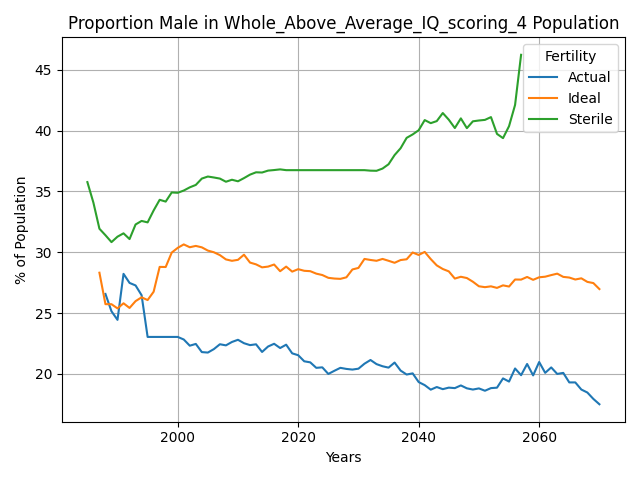 Proportion Male in Whole_Above_Average_IQ_scoring_4 Population
Fertility
Actual
Ideal
Sterile
% of Population
45
40
35
30
25
20
2000
2020
2040
2060
Years